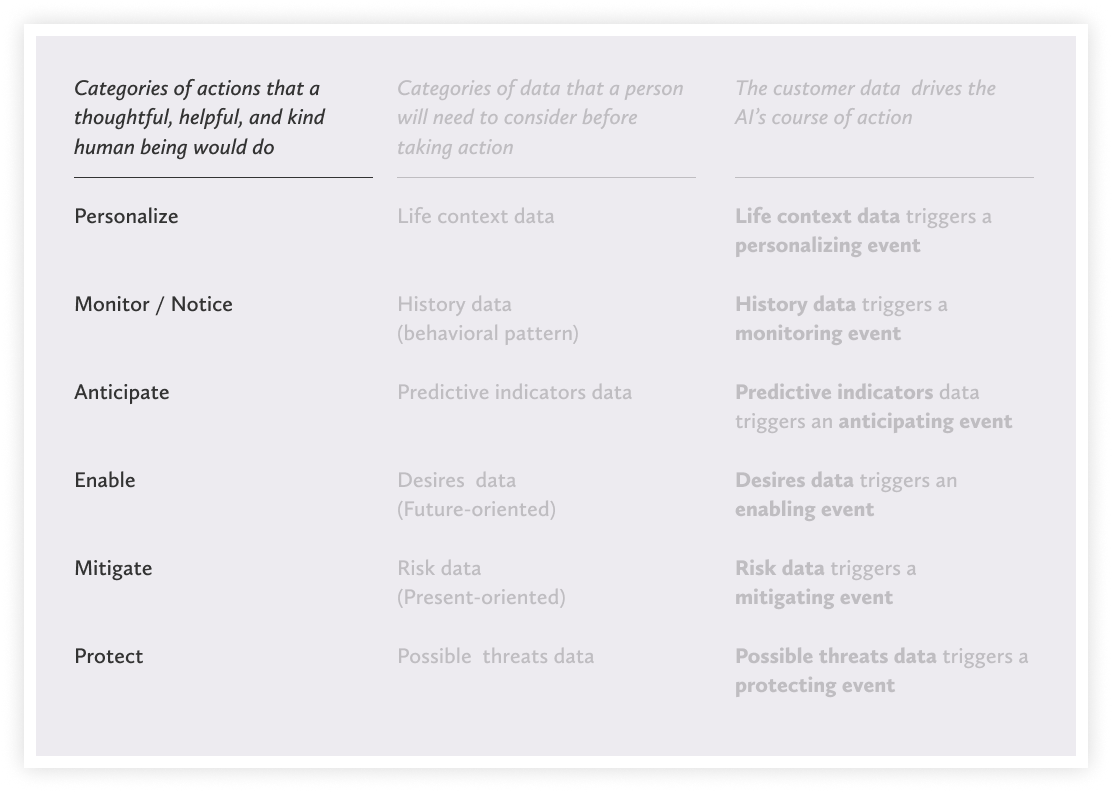 Categories of actions that a
thoughtful, helpful, and kind
human being would do
Categories of data that a person
will need to consider before
taking action
The customer data  drives the
AI's course of action
Personalize
Life context data
Life context data triggers a
personalizing event
Monitor / Notice
History data
(behavioral pattern)
History data triggers a
monitoring event
Anticipate
Predictive indicators data
Predictive indicators data
triggers an anticipating event
Enable
Desires  data
(Future-oriented)
Desires data triggers an
enabling event
Mitigate
Risk data
(Present-oriented)
Risk data triggers a
mitigating event
Protect
Possible  threats data
Possible threats data triggers a
protecting event